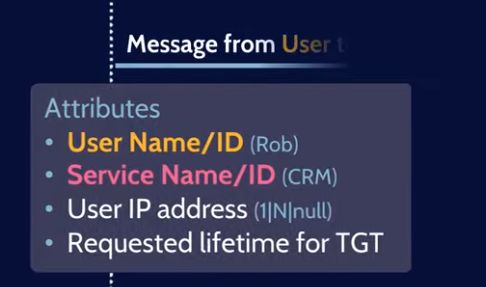 Message from User t
Attributes
• User Name/ID (Rob)
• Service Name/ID (CRM)
• User IP address (1|N|null)
• Requested lifetime for TGT